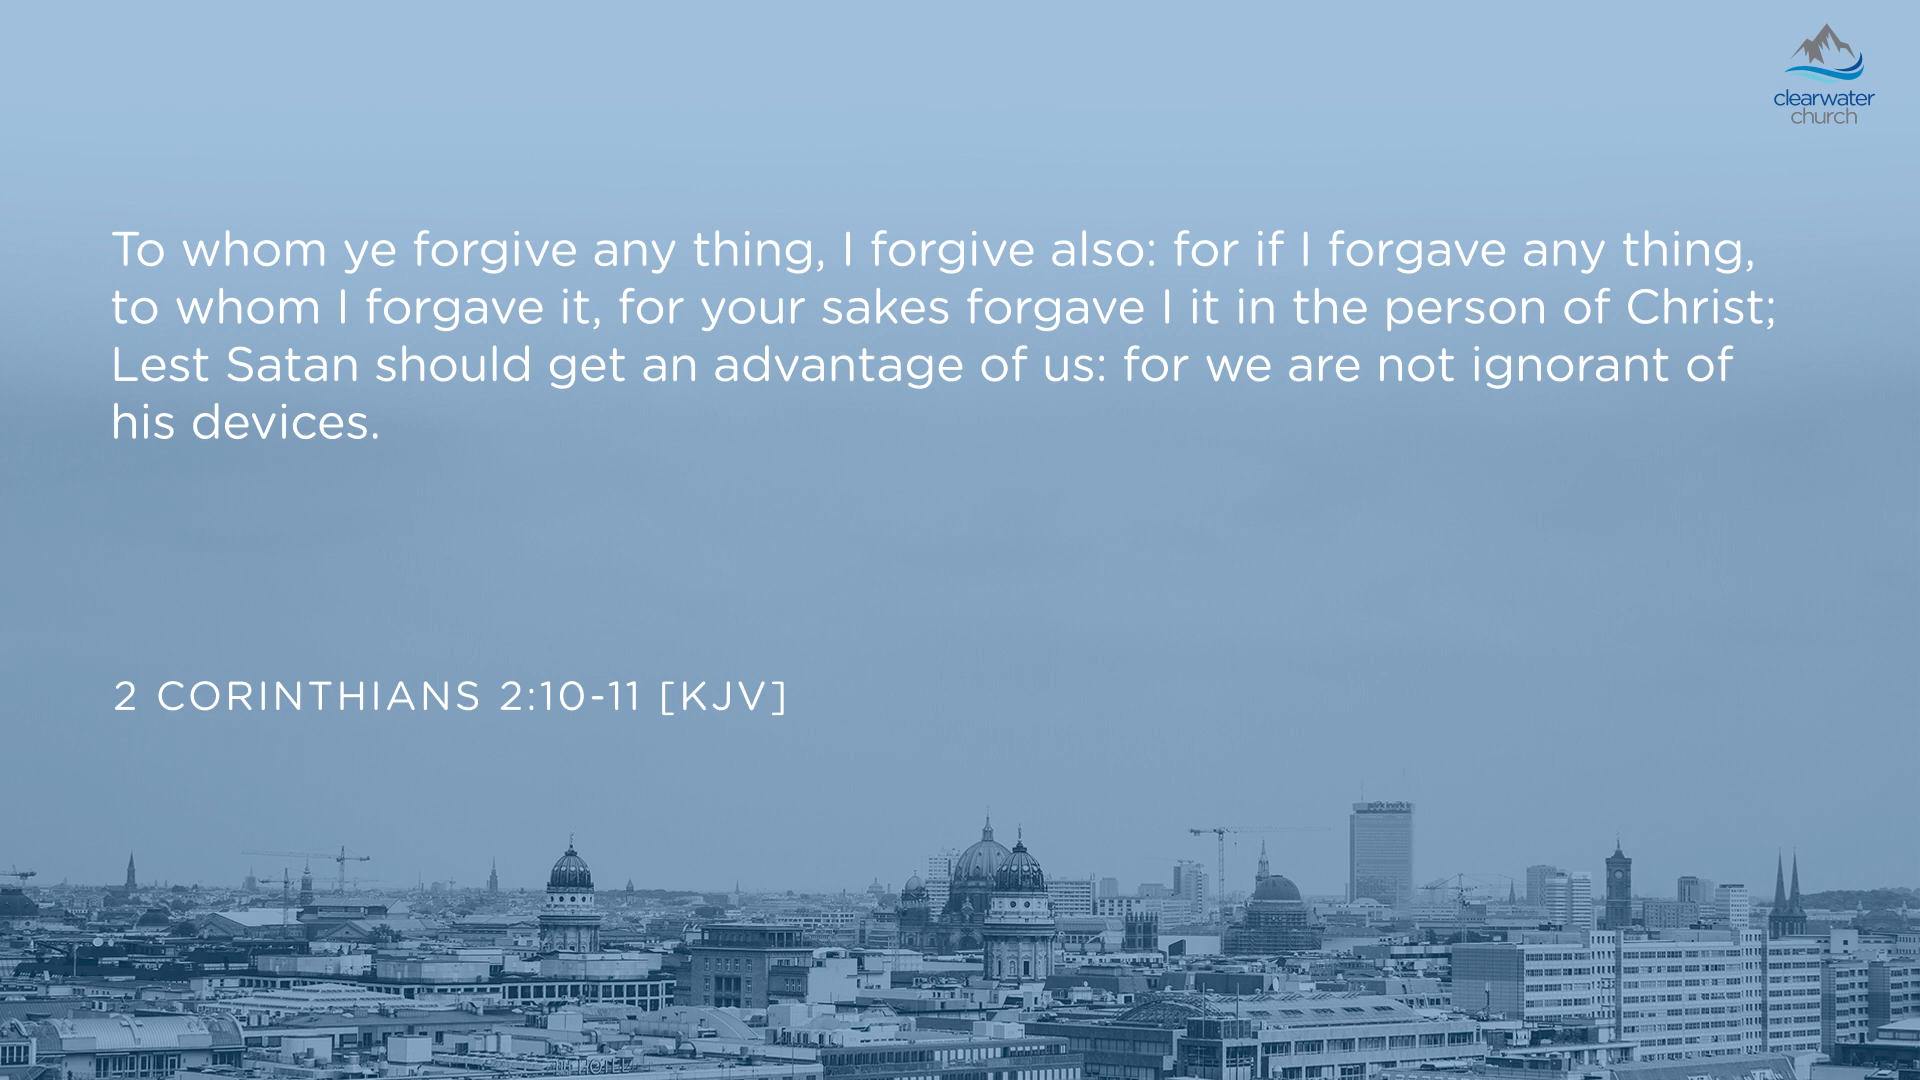 clearwater
church
To whom ye forgive any thing, I forgive also: for if I forgave any thing,
to whom I forgave it, for your sakes forgave I it in the person of Christ;
Lest Satan should get an advantage of us: for we are not ignorant of
his devices.
2 CORINTHIANS 2:10-11 [KJV]